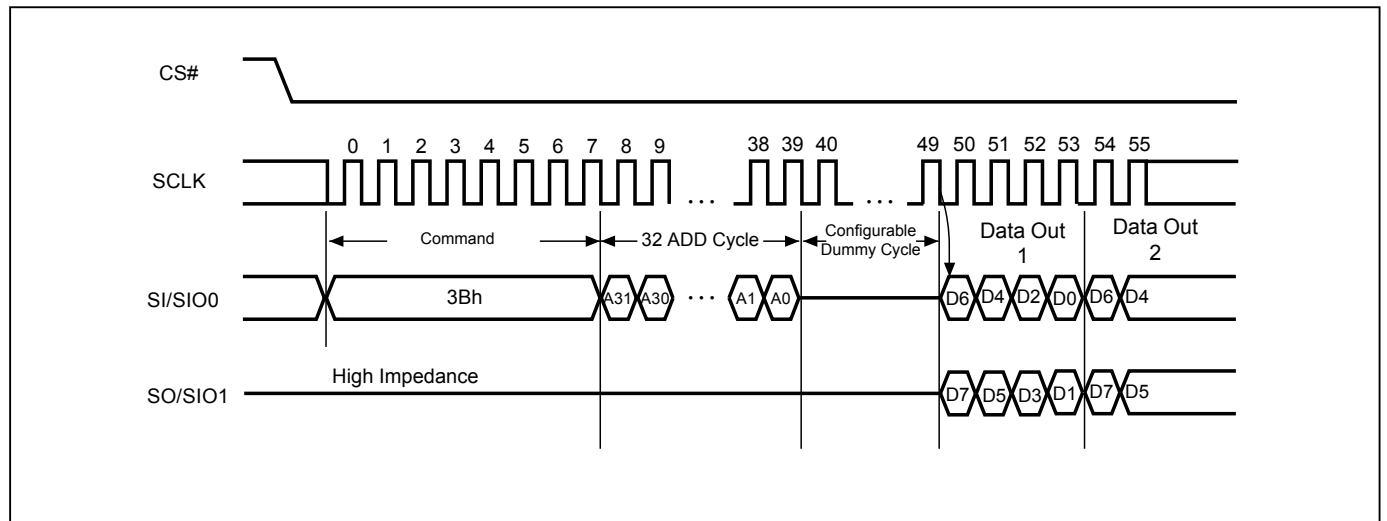 CS#
0 1 2 3 4 5 6 7 8 9 38 39 40 49 50 51 52 53 54 55
SCLK
...
...
Command
32 ADD Cycle
Configurable
Dummy Cycle
Data Out
1
Data Out
2
SI/SIO0
3Bh
A31 A30 ... A1 A0
D6 D4 D2 D0 D6 D4
High Impedance
SO/SIO1
D7 D5 D3 D1 D7 D5